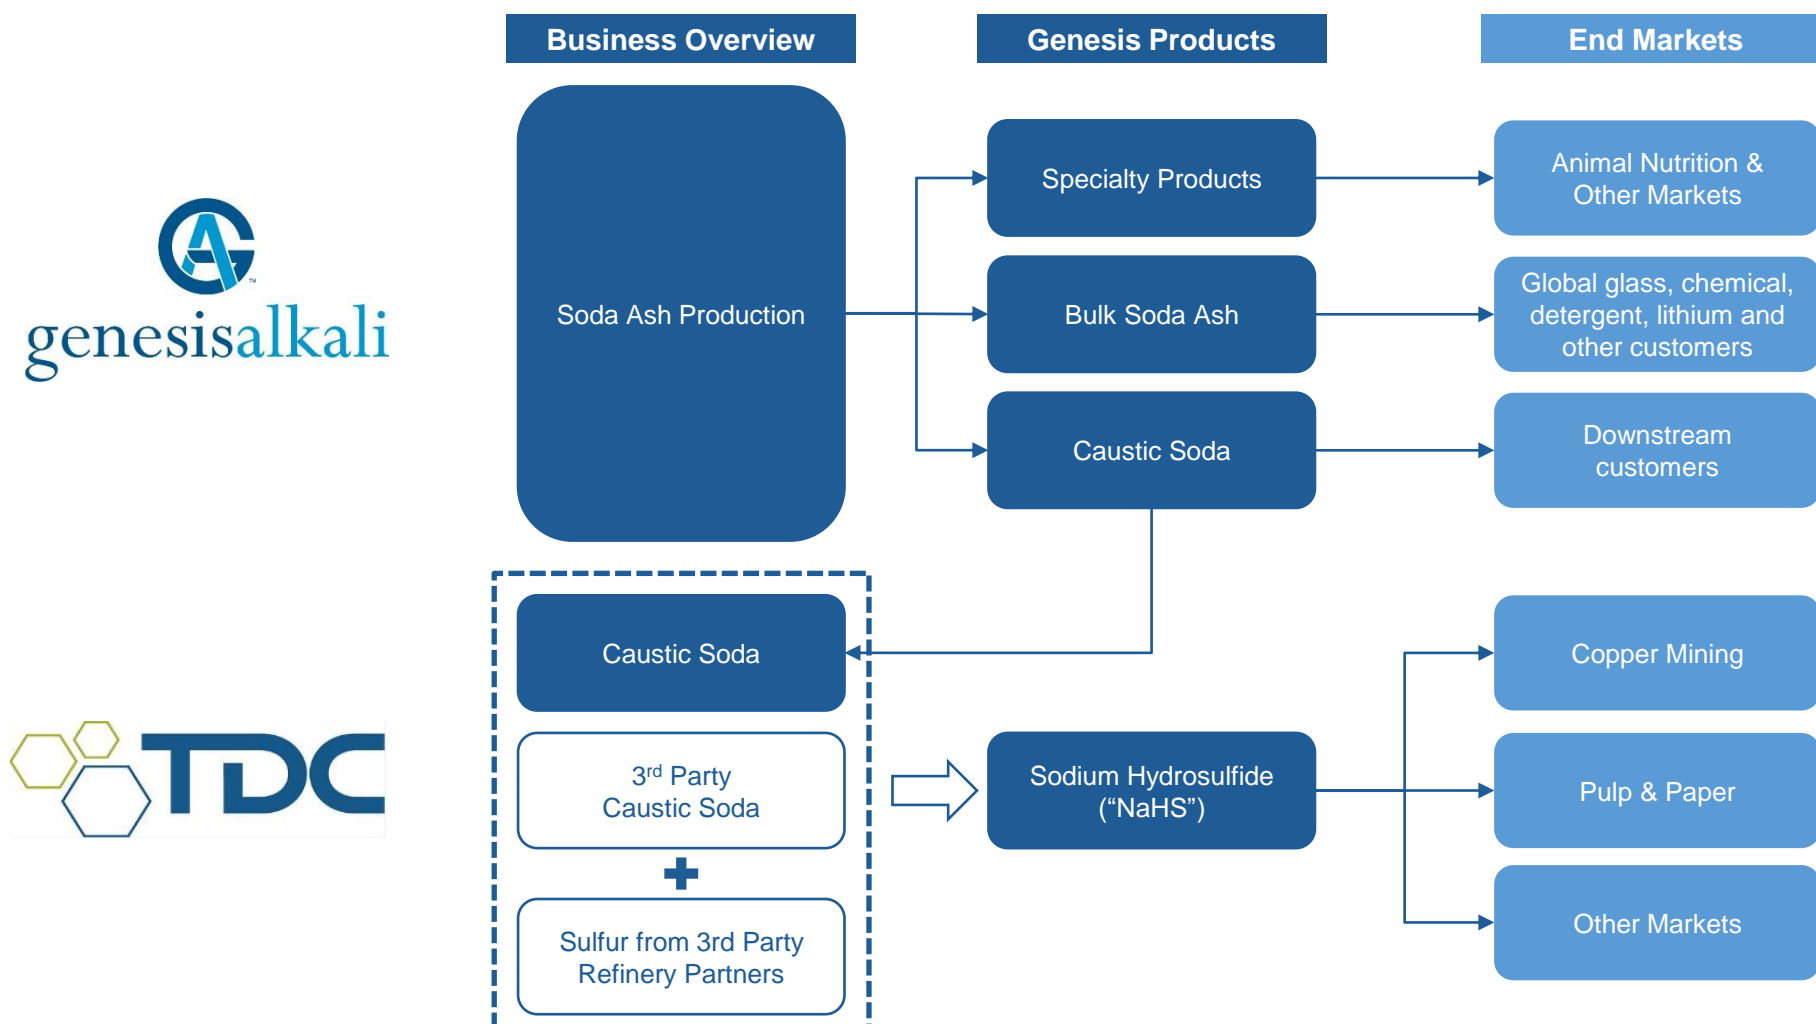 Business Overview
Genesis Products
End Markets
genesisalkali
TM
Soda Ash Production
Specialty Products
Animal Nutrition &
Other Markets
Bulk Soda Ash
Global glass, chemical,
detergent, lithium and
other customers
Caustic Soda
Downstream
customers
TDC
Caustic Soda
3rd Party
Caustic Soda
Sulfur from 3rd Party
Refinery Partners
Sodium Hydrosulfide
(“NaHS”)
Copper Mining
Pulp & Paper
Other Markets